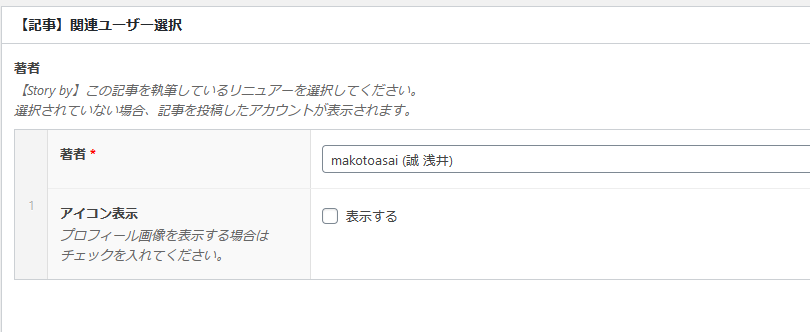 【記事】関連ユーザー選択
著者
【Story by】この記事を執筆しているリニュアーを選択してください。
選択されていない場合、記事を投稿したアカウントが表示されます。
著者 *
makotoasai (誠 浅井)
1
アイコン表示
プロフィール画像を表示する場合は
チェックを入れてください。
表示する